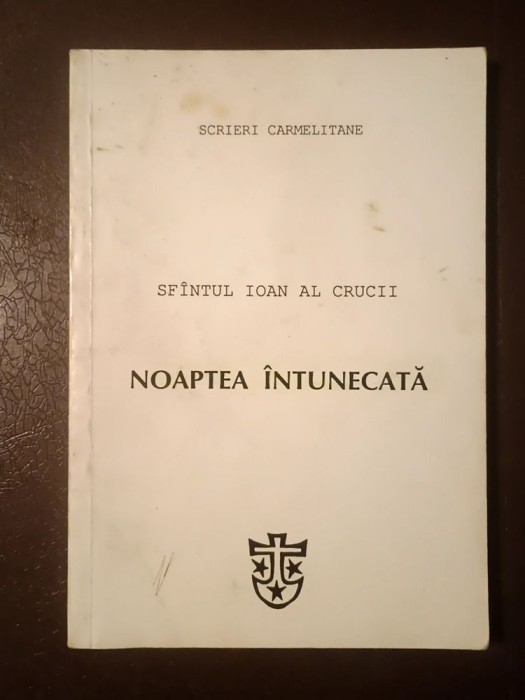 SCRIERI CARMELITANE
SFÎNTUL IOAN AL CRUCII
NOAPTEA ÎNTUNECATĂ